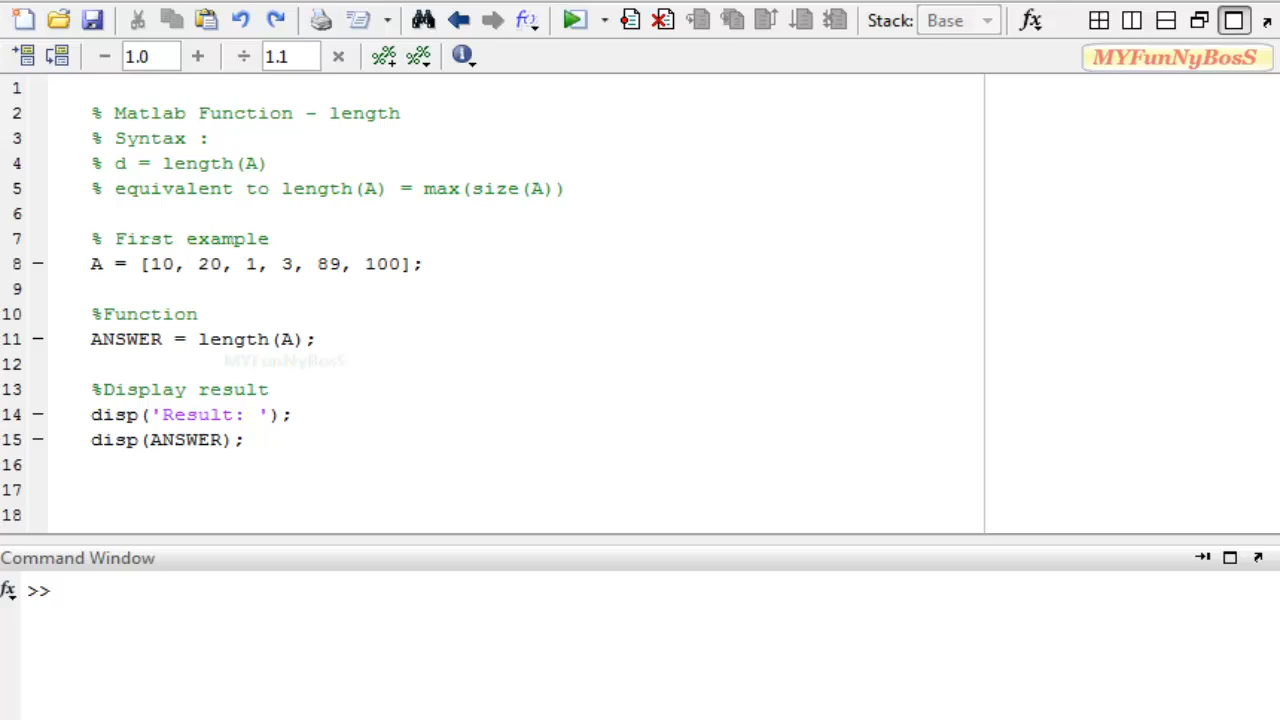 Stack: Base
1.0 1.1
MYFunNyBosS
1
2 % Matlab Function - length
3 % Syntax :
4 % d = length(A)
5 % equivalent to length(A) = max(size(A))
6
7 % First example
8 A = [10, 20, 1, 3, 89, 100];
9
10 %Function
11 ANSWER = length(A);
MYFunNyBosS
12
13 %Display result
14 disp('Result: ');
15 disp(ANSWER);
16
17
18
Command Window
fx >>